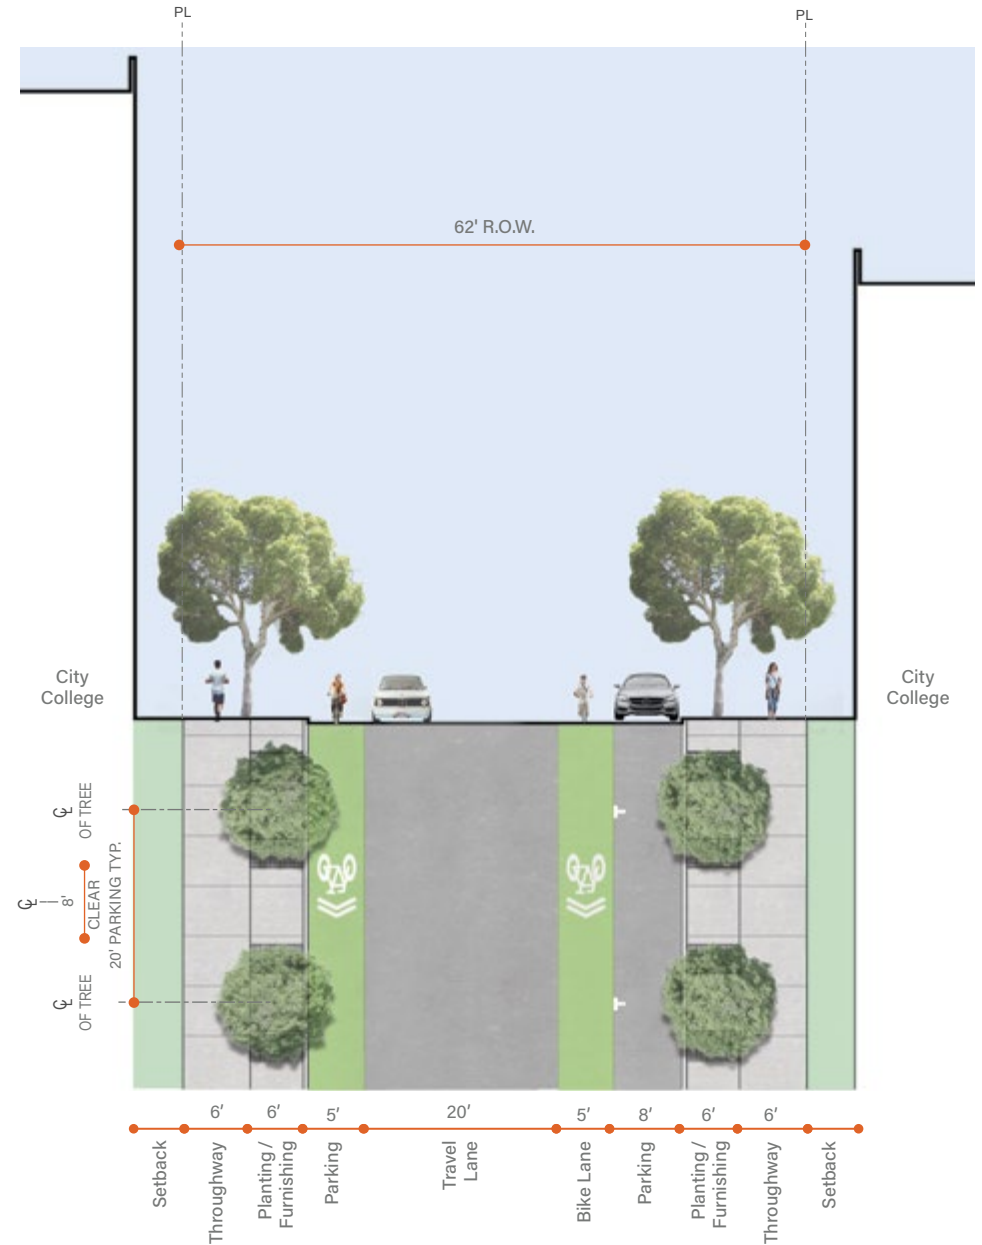 PL
PL
62' R.O.W.
City
College
City
College
℄
OF TREE
℄
8'
CLEAR
20' PARKING TYP.
℄
OF TREE
6'
6'
5'
20'
5'
8'
6'
6'
Setback
Throughway
Planting /
Furnishing
Parking
Travel
Lane
Bike Lane
Parking
Planting /
Furnishing
Throughway
Setback